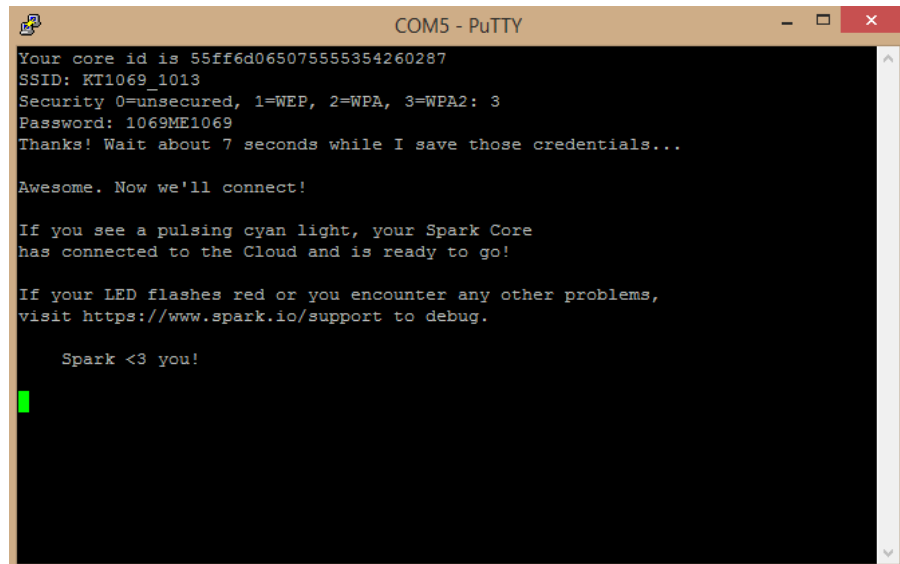 COM5 - PuTTY
Your core id is 55ff6d065075555354260287
SSID: KT1069_1013
Security 0=unsecured, 1=WEP, 2=WPA, 3=WPA2: 3
Password: 1069ME1069
Thanks! Wait about 7 seconds while I save those credentials...
Awesome. Now we'll connect!
If you see a pulsing cyan light, your Spark Core
has connected to the Cloud and is ready to go!
If your LED flashes red or you encounter any other problems,
visit https://www.spark.io/support to debug.
Spark <3 you!